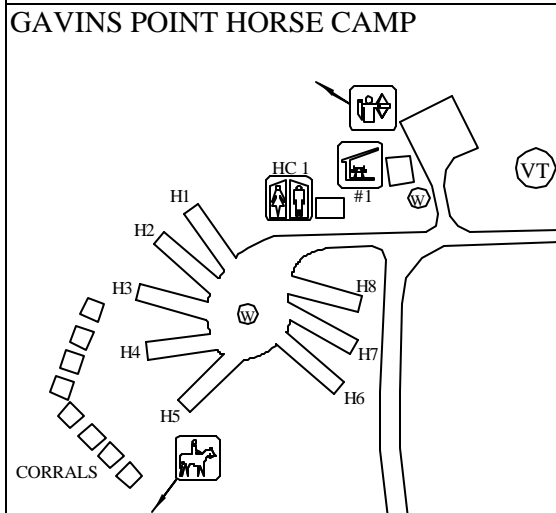 GAVINS POINT HORSE CAMP
HC 1
VT
#1
W
H1
H2
H3
H8
W
H4
H7
H6
H5
CORRALS